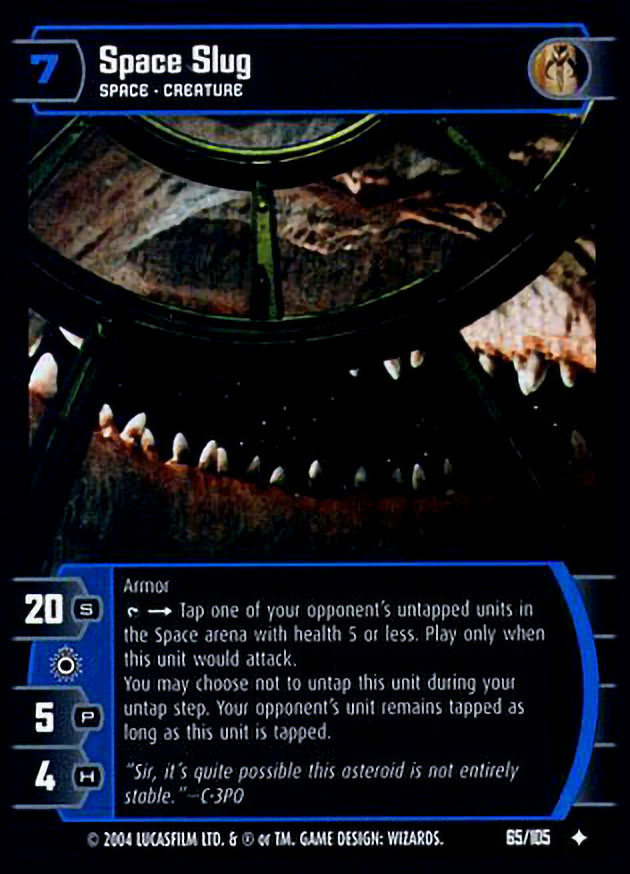 7
Space Slug
SPACE · CREATURE
20 S
5 P
4 H
Armor
→ Tap one of your opponent's untapped units in
the Space arena with health 5 or less. Play only when
this unit would attack.
You may choose not to untap this unit during your
untap step. Your opponent's unit remains tapped as
long as this unit is tapped.
"Sir, it's quite possible this asteroid is not entirely
stable."—C-3PO
© 2004 LUCASFILM LTD. & ® or TM. GAME DESIGN: WIZARDS. 65/105